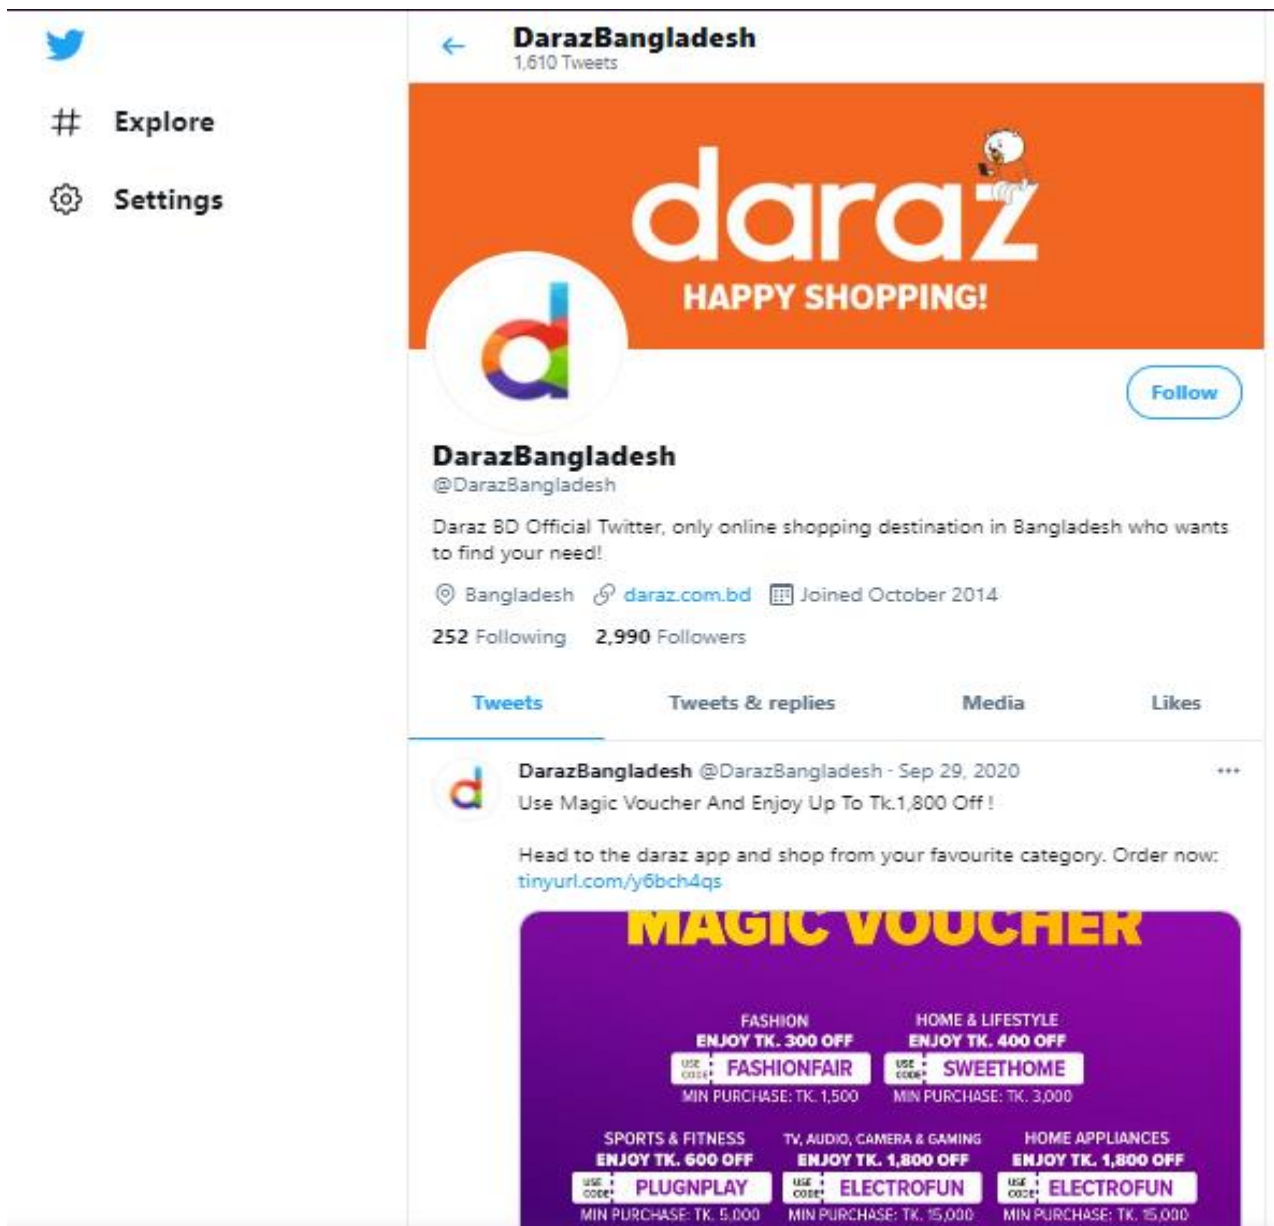 DarazBangladesh
1,610 Tweets
Explore
Settings
daraz
HAPPY SHOPPING!
d
Follow
DarazBangladesh
@DarazBangladesh
Daraz BD Official Twitter, only online shopping destination in Bangladesh who wants
to find your need!
Bangladesh daraz.com.bd Joined October 2014
252 Following 2,990 Followers
Tweets Tweets & replies Media Likes
d
DarazBangladesh @DarazBangladesh · Sep 29, 2020
Use Magic Voucher And Enjoy Up To Tk.1,800 Off !
Head to the daraz app and shop from your favourite category. Order now:
tinyurl.com/y6bch4qs
MAGIC VOUCHER
FASHION
ENJOY TK. 300 OFF
USE CODE FASHIONFAIR
MIN PURCHASE: TK. 1,500
HOME & LIFESTYLE
ENJOY TK. 400 OFF
USE CODE SWEETHOME
MIN PURCHASE: TK. 3,000
SPORTS & FITNESS
ENJOY TK. 600 OFF
USE CODE PLUGNPLAY
MIN PURCHASE: TK. 5,000
TV, AUDIO, CAMERA & GAMING
ENJOY TK. 1,800 OFF
USE CODE ELECTROFUN
MIN PURCHASE: TK. 15,000
HOME APPLIANCES
ENJOY TK. 1,800 OFF
USE CODE ELECTROFUN
MIN PURCHASE: TK. 15,000